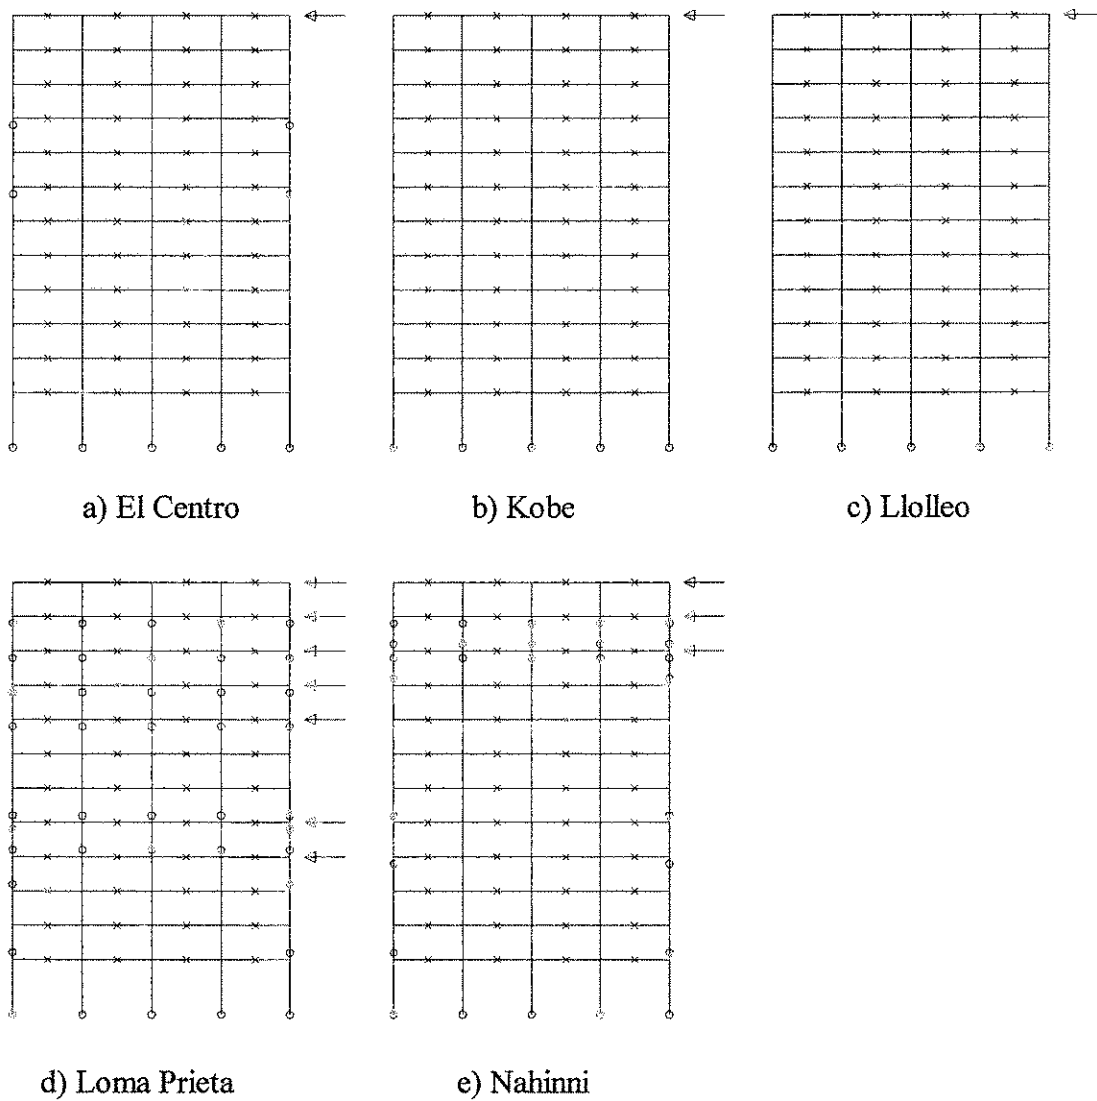 a) El Centro
b) Kobe
c) Llolleo
d) Loma Prieta
e) Nahinni